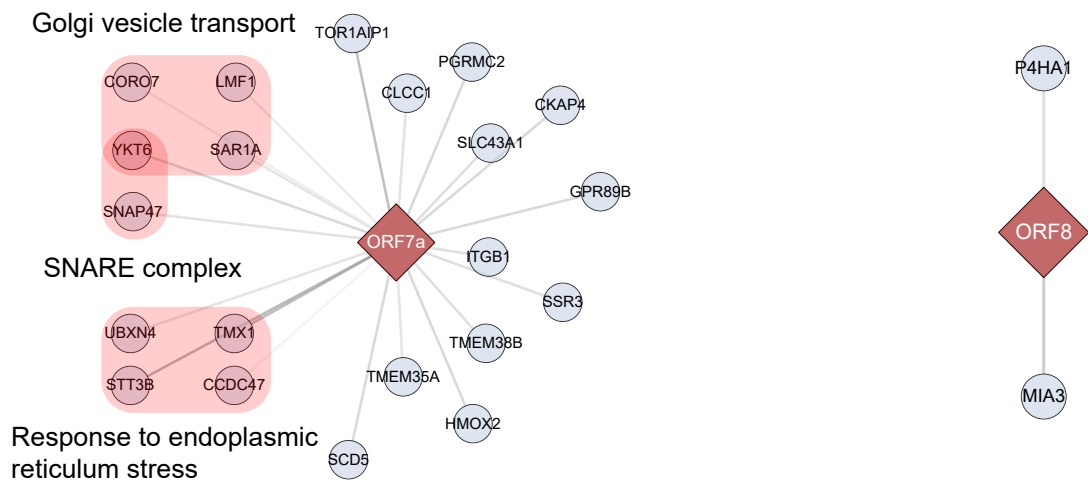 Golgi vesicle transport
TOR1AIP1
PGRMC2
P4HA1
CORO7
LMF1
CLCC1
CKAP4
YKT6
SAR1A
SLC43A1
GPR89B
SNAP47
ORF7a
ORF8
SNARE complex
ITGB1
SSR3
UBXN4
TMX1
TMEM38B
STT3B
CCDC47
TMEM35A
MIA3
HMOX2
Response to endoplasmic
reticulum stress
SCD5